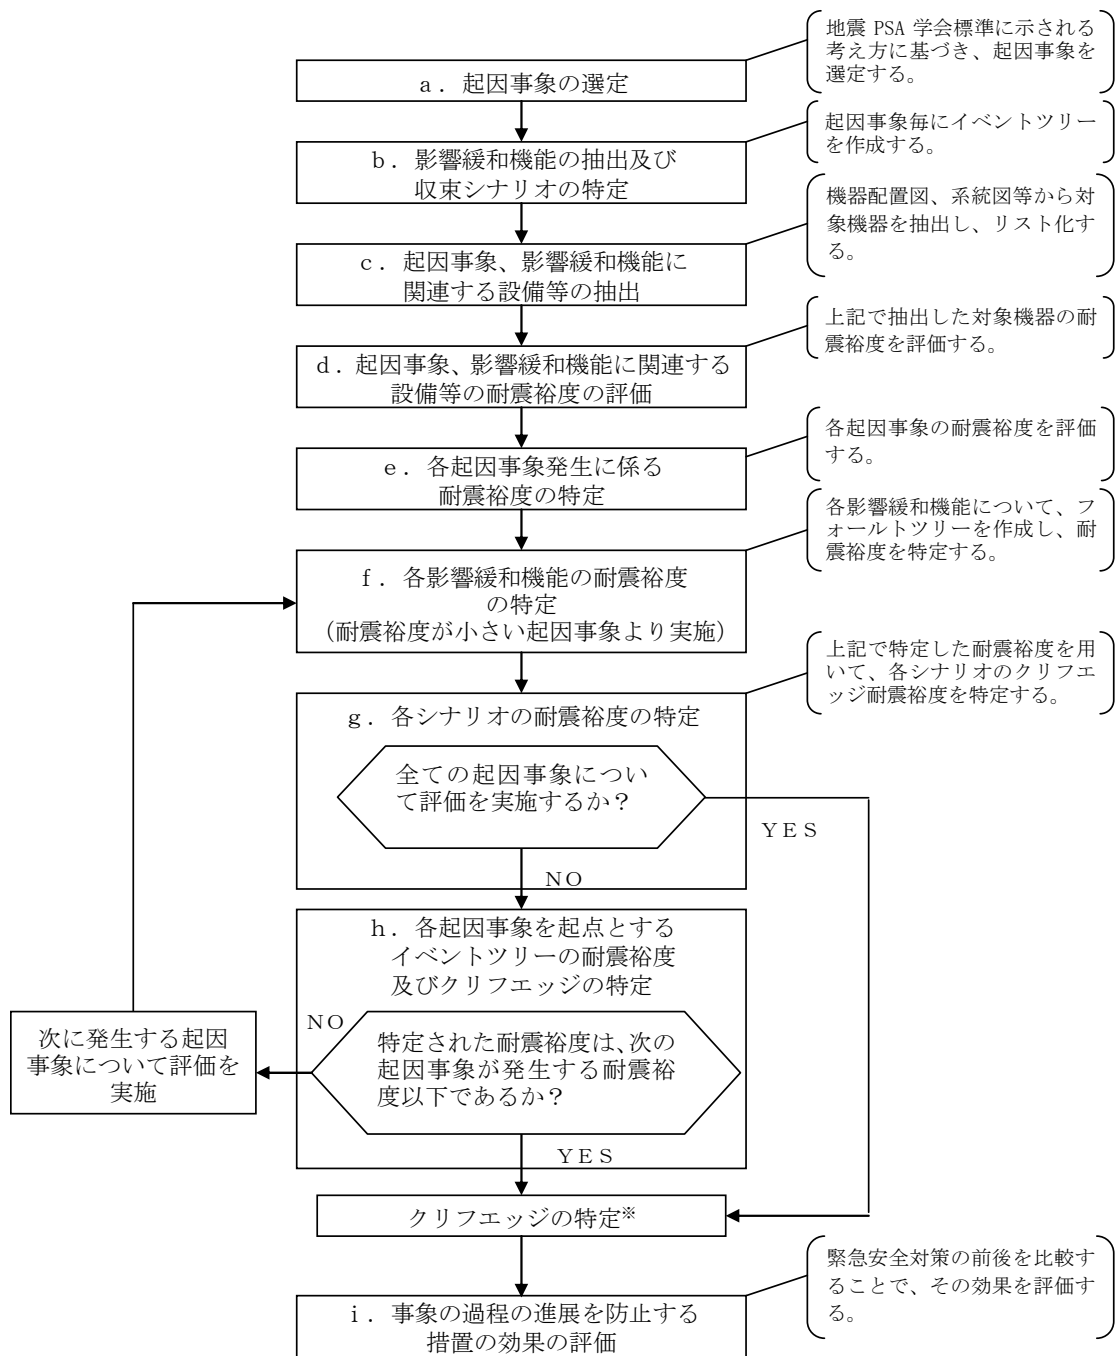 地震 PSA 学会標準に示される
考え方に基づき、起因事象を
選定する。
a．起因事象の選定
起因事象毎にイベントツリー
を作成する。
b．影響緩和機能の抽出及び
収束シナリオの特定
機器配置図、系統図等から対
象機器を抽出し、リスト化す
る。
c．起因事象、影響緩和機能に
関連する設備等の抽出
上記で抽出した対象機器の耐
震裕度を評価する。
d．起因事象、影響緩和機能に関連する
設備等の耐震裕度の評価
各起因事象の耐震裕度を評価
する。
e．各起因事象発生に係る
耐震裕度の特定
各影響緩和機能について、フ
ォールトツリーを作成し、耐
震裕度を特定する。
f．各影響緩和機能の耐震裕度
の特定
（耐震裕度が小さい起因事象より実施）
上記で特定した耐震裕度を用
いて、各シナリオのクリフエ
ッジ耐震裕度を特定する。
g．各シナリオの耐震裕度の特定
全ての起因事象につい
て評価を実施するか？
ＹＥＳ
ＮＯ
h．各起因事象を起点とする
イベントツリーの耐震裕度
及びクリフエッジの特定
ＮＯ
特定された耐震裕度は、次の
起因事象が発生する耐震裕
度以下であるか？
次に発生する起因
事象について評価を
実施
ＹＥＳ
クリフエッジの特定※
緊急安全対策の前後を比較す
ることで、その効果を評価す
る。
i．事象の過程の進展を防止する
措置の効果の評価